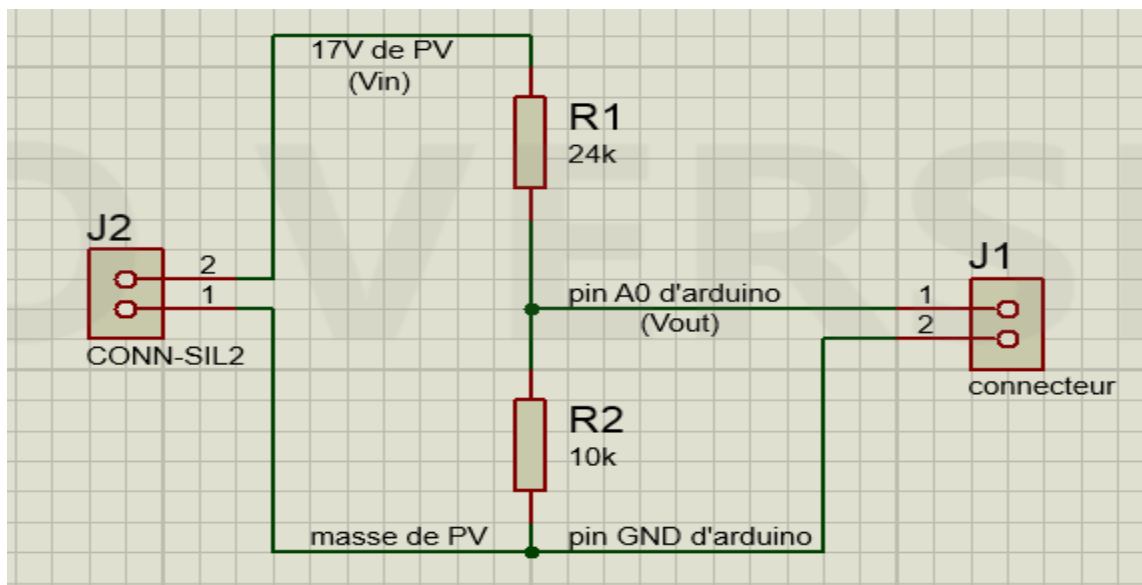 17V de PV
(Vin)
R1
24k
J2
2
1
CONN-SIL2
pin A0 d'arduino
(Vout)
J1
1
2
connecteur
R2
10k
masse de PV
pin GND d'arduino